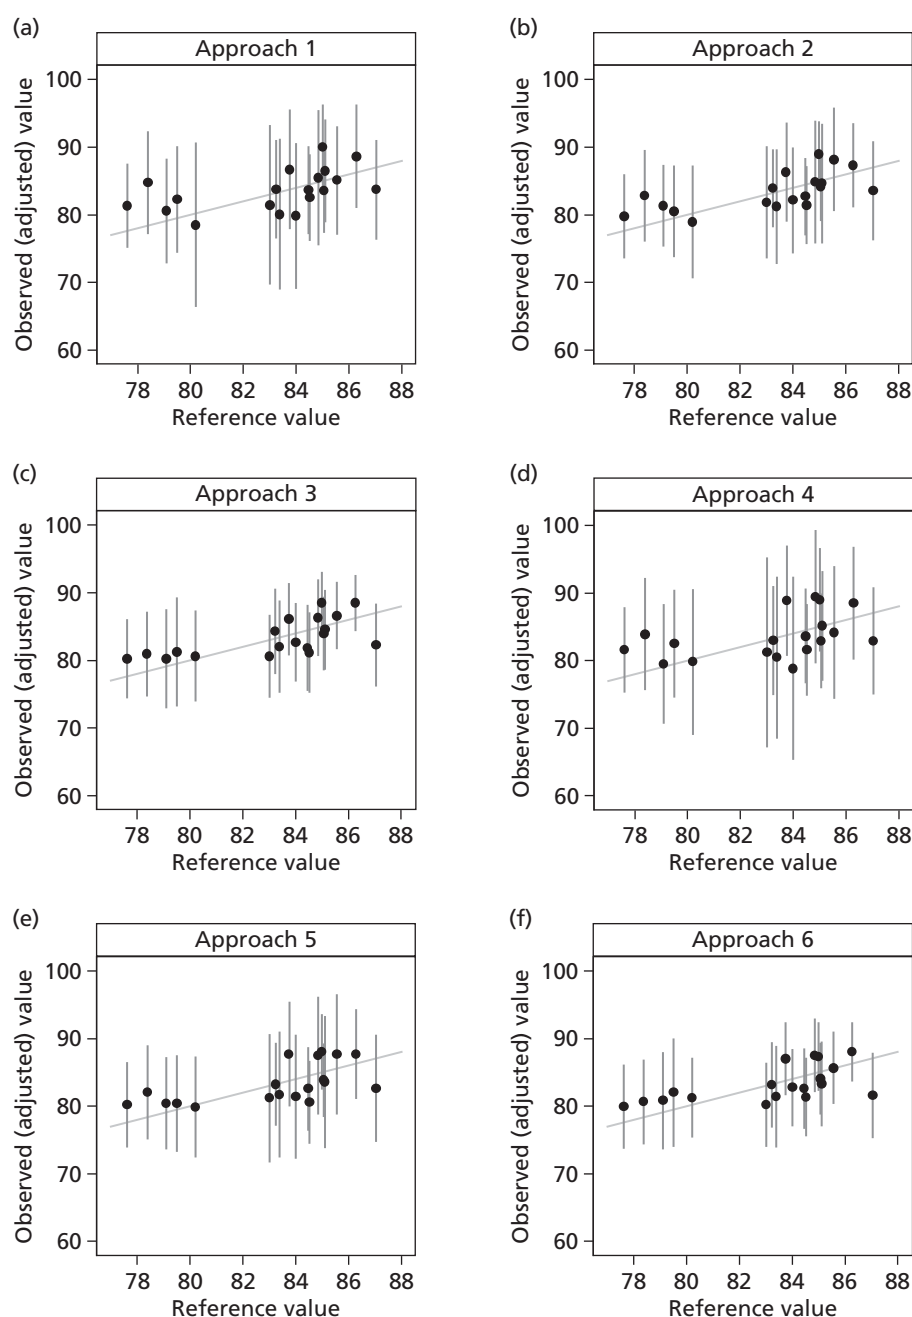 (a)
Approach 1
Observed (adjusted) value
100
90
80
70
60
78 80 82 84 86 88
Reference value
(b)
Approach 2
Observed (adjusted) value
100
90
80
70
60
78 80 82 84 86 88
Reference value
(c)
Approach 3
Observed (adjusted) value
100
90
80
70
60
78 80 82 84 86 88
Reference value
(d)
Approach 4
Observed (adjusted) value
100
90
80
70
60
78 80 82 84 86 88
Reference value
(e)
Approach 5
Observed (adjusted) value
100
90
80
70
60
78 80 82 84 86 88
Reference value
(f)
Approach 6
Observed (adjusted) value
100
90
80
70
60
78 80 82 84 86 88
Reference value